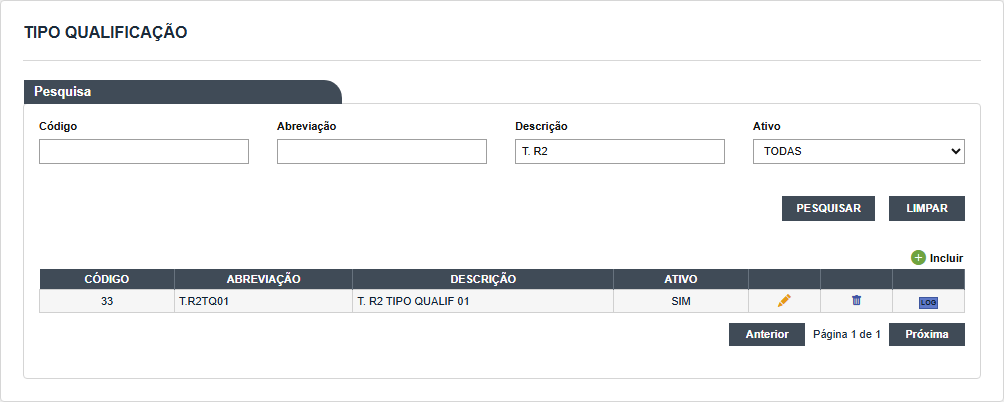 TIPO QUALIFICAÇÃO
Pesquisa
Código Abreviação Descrição Ativo
T. R2 TODAS
PESQUISAR LIMPAR
Incluir
CÓDIGO ABREVIAÇÃO DESCRIÇÃO ATIVO
33 T.R2TQ01 T. R2 TIPO QUALIF 01 SIM LOG
Anterior Página 1 de 1 Próxima